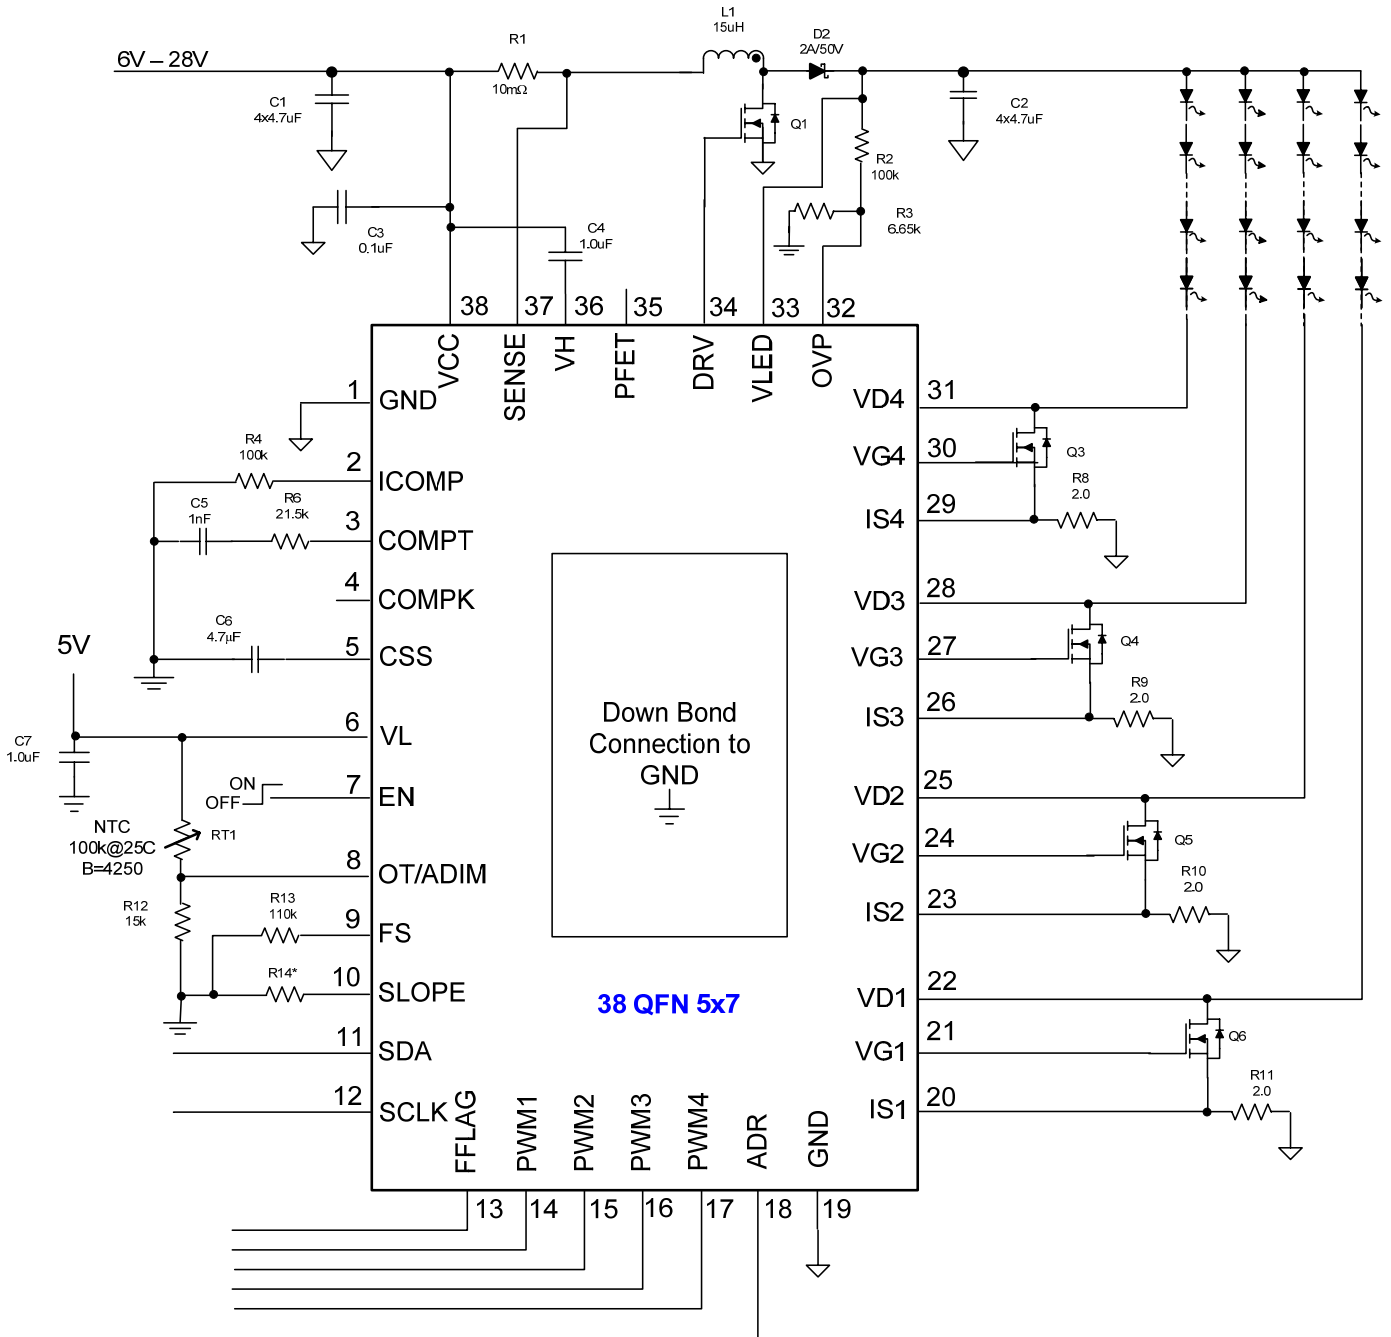 L1
15uH
D2
2A/50V
R1
6V – 28V
10mΩ
C1
4x4.7uF
Q1
C2
4x4.7uF
R2
100k
C3
0.1uF
C4
1.0uF
R3
6.65k
38
37
36
35
34
33
32
VCC
SENSE
VH
PFET
DRV
VLED
OVP
1
GND
VD4
31
R4
100k
2
ICOMP
VG4
30
Q3
R8
2.0
C5
1nF
R6
21.5k
3
COMPT
IS4
29
4
COMPK
VD3
28
C6
4.7µF
5
CSS
VG3
27
Q4
5V
R9
2.0
IS3
26
Down Bond
Connection to
GND
6
VL
C7
1.0uF
ON
OFF
7
EN
VD2
25
NTC
100k@25C
B=4250
RT1
8
OT/ADIM
VG2
24
Q5
R10
2.0
R12
15k
R13
110k
9
FS
IS2
23
R14*
10
SLOPE
38 QFN 5x7
VD1
22
11
SDA
VG1
21
Q6
R11
2.0
12
SCLK
IS1
20
FFLAG
PWM1
PWM2
PWM3
PWM4
ADR
GND
13
14
15
16
17
18
19